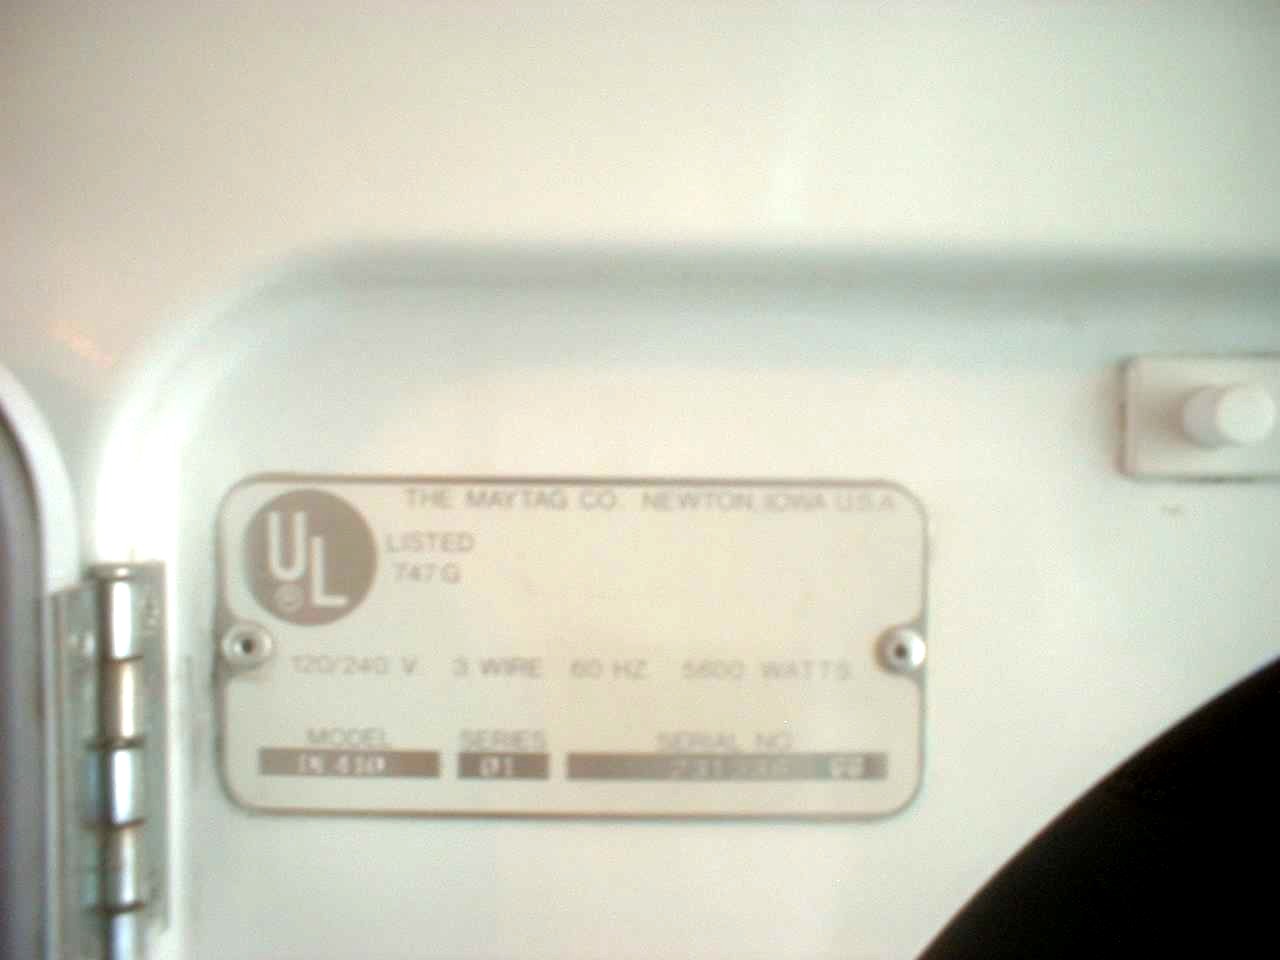 UL
THE MAYTAG CO. NEWTON, IOWA U.S.A
LISTED
747G
120/240 V. 3 WIRE 60 HZ 5600 WATTS
MODEL SERIES SERIAL NO
410 01